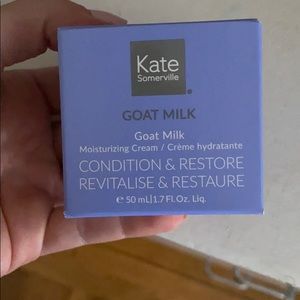 Kate
Somerville
GOAT MILK
Goat Milk
Moisturizing Cream / Crème hydratante
CONDITION & RESTORE
REVITALISE & RESTAURE
℮ 50 mL|1.7 Fl. Oz. Liq.